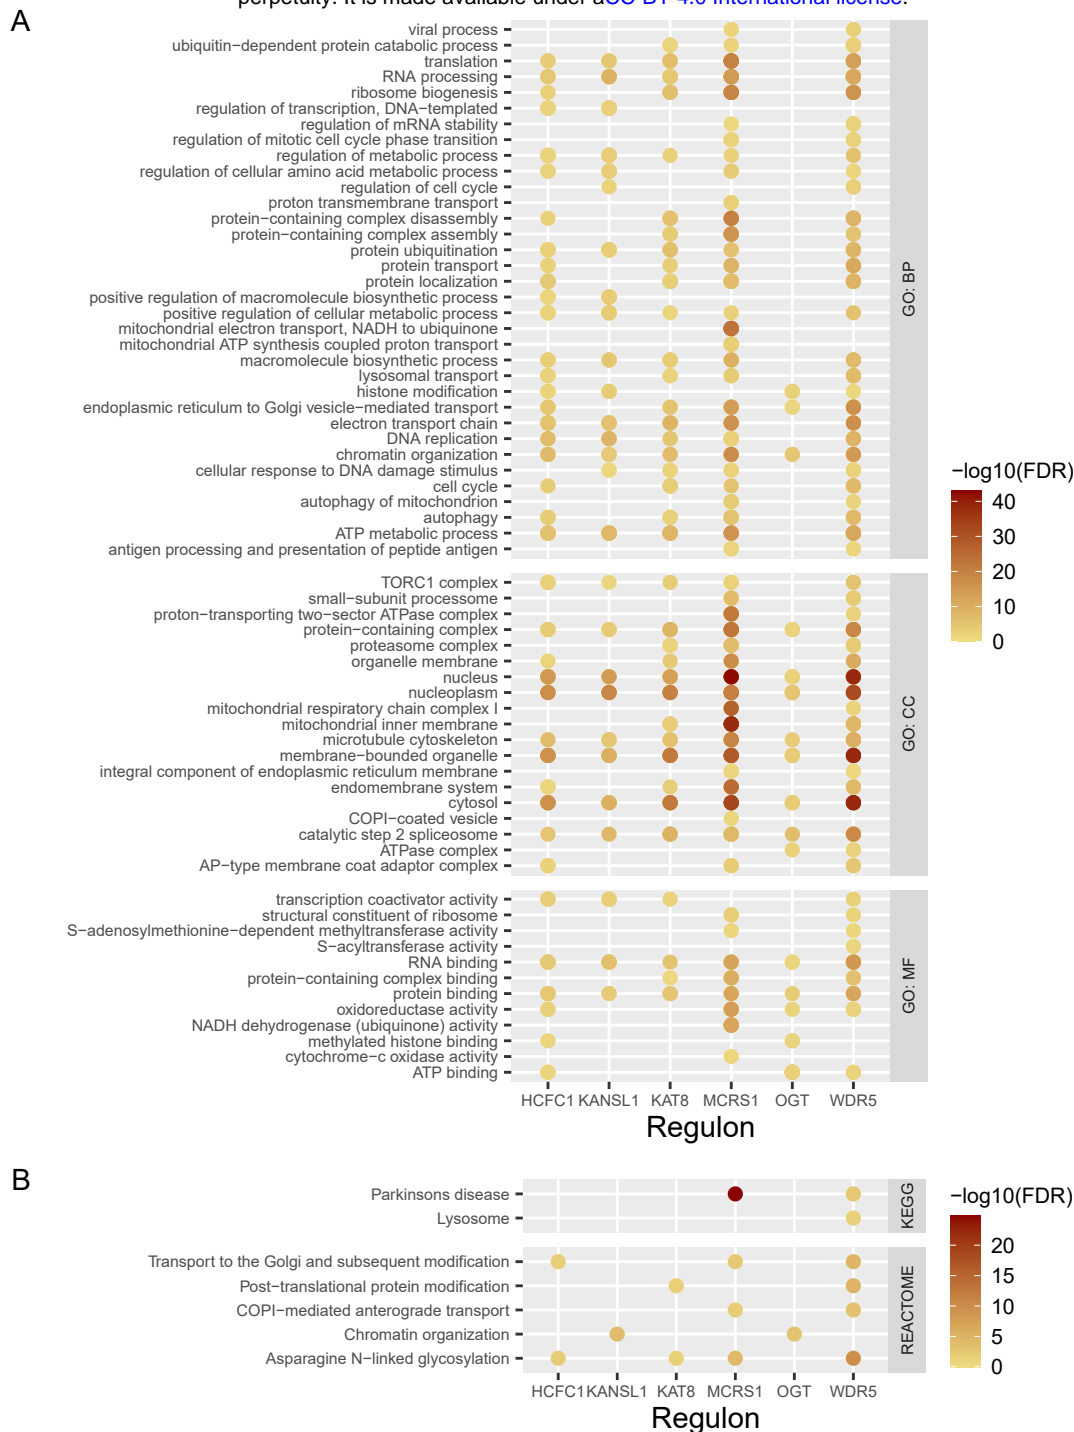 perpetuity. It is made available under aCC-BY 4.0 International license.
A
viral process
ubiquitin−dependent protein catabolic process
translation
RNA processing
ribosome biogenesis
regulation of transcription, DNA−templated
regulation of mRNA stability
regulation of mitotic cell cycle phase transition
regulation of metabolic process
regulation of cellular amino acid metabolic process
regulation of cell cycle
proton transmembrane transport
protein−containing complex disassembly
protein−containing complex assembly
protein ubiquitination
protein transport
protein localization
positive regulation of macromolecule biosynthetic process
positive regulation of cellular metabolic process
mitochondrial electron transport, NADH to ubiquinone
mitochondrial ATP synthesis coupled proton transport
macromolecule biosynthetic process
lysosomal transport
histone modification
endoplasmic reticulum to Golgi vesicle−mediated transport
electron transport chain
DNA replication
chromatin organization
cellular response to DNA damage stimulus
cell cycle
autophagy of mitochondrion
autophagy
ATP metabolic process
antigen processing and presentation of peptide antigen
GO: BP
TORC1 complex
small−subunit processome
proton−transporting two−sector ATPase complex
protein−containing complex
proteasome complex
organelle membrane
nucleus
nucleoplasm
mitochondrial respiratory chain complex I
mitochondrial inner membrane
microtubule cytoskeleton
membrane−bounded organelle
integral component of endoplasmic reticulum membrane
endomembrane system
cytosol
COPI−coated vesicle
catalytic step 2 spliceosome
ATPase complex
AP−type membrane coat adaptor complex
GO: CC
transcription coactivator activity
structural constituent of ribosome
S−adenosylmethionine−dependent methyltransferase activity
S−acyltransferase activity
RNA binding
protein−containing complex binding
protein binding
oxidoreductase activity
NADH dehydrogenase (ubiquinone) activity
methylated histone binding
cytochrome−c oxidase activity
ATP binding
GO: MF
HCFC1 KANSL1 KAT8 MCRS1 OGT WDR5
Regulon
−log10(FDR)
40
30
20
10
0
B
Parkinsons disease
Lysosome
KEGG
Transport to the Golgi and subsequent modification
Post−translational protein modification
COPI−mediated anterograde transport
Chromatin organization
Asparagine N−linked glycosylation
REACTOME
HCFC1 KANSL1 KAT8 MCRS1 OGT WDR5
Regulon
−log10(FDR)
20
15
10
5
0